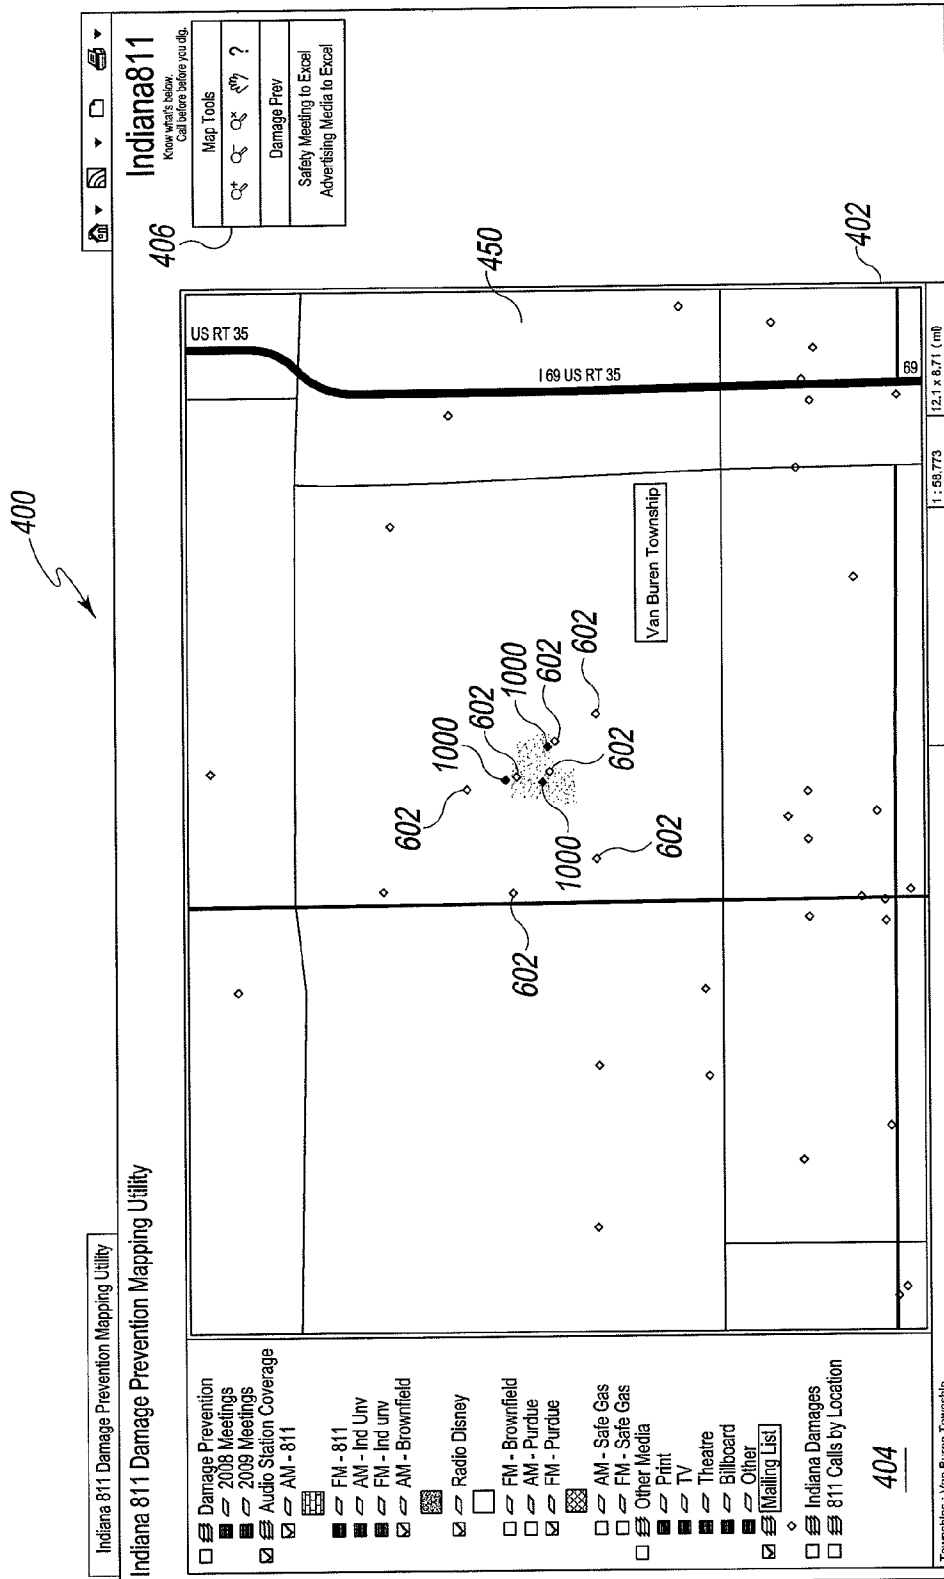 400
Indiana 811 Damage Prevention Mapping Utility
Indiana 811 Damage Prevention Mapping Utility
Indiana811
Know what's below.
Call before before you dig.
Map Tools
?
Damage Prev
Safety Meeting to Excel
Advertising Media to Excel
406
Damage Prevention
2008 Meetings
2009 Meetings
Audio Station Coverage
AM - 811
FM - 811
AM - Ind Unv
FM - Ind unv
AM - Brownfield
Radio Disney
FM - Brownfield
AM - Purdue
FM - Purdue
AM - Safe Gas
FM - Safe Gas
Other Media
Print
TV
Theatre
Billboard
Other
Mailing List
Indiana Damages
811 Calls by Location
404
US RT 35
450
I 69 US RT 35
69
602
1000
602
1000
602
602
602
1000
602
602
Van Buren Township
402
Township : Van Buren Township
1 : 58,773
12.1 x 8.71 (mi)